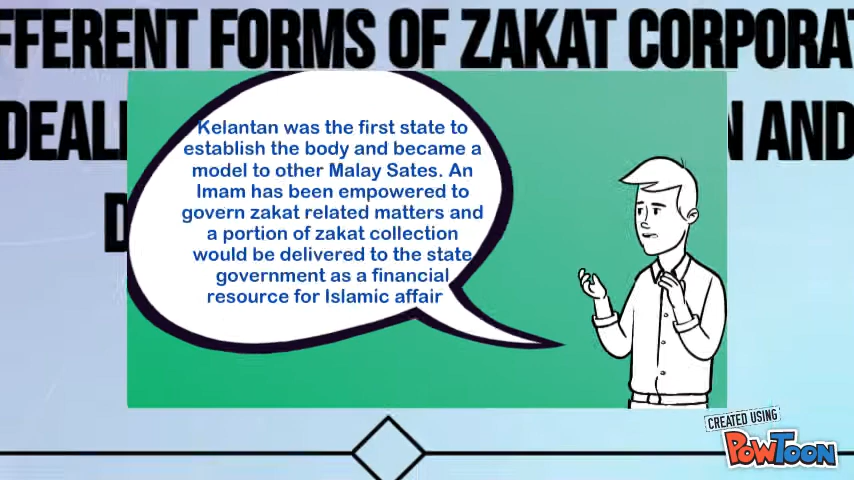 FFERENT FORMS OF ZAKAT CORPORAT
DEAL
N AND
Kelantan was the first state to
establish the body and became a
model to other Malay Sates. An
Imam has been empowered to
govern zakat related matters and
a portion of zakat collection
would be delivered to the state
government as a financial
resource for Islamic affair
CREATED USING
POWTOON